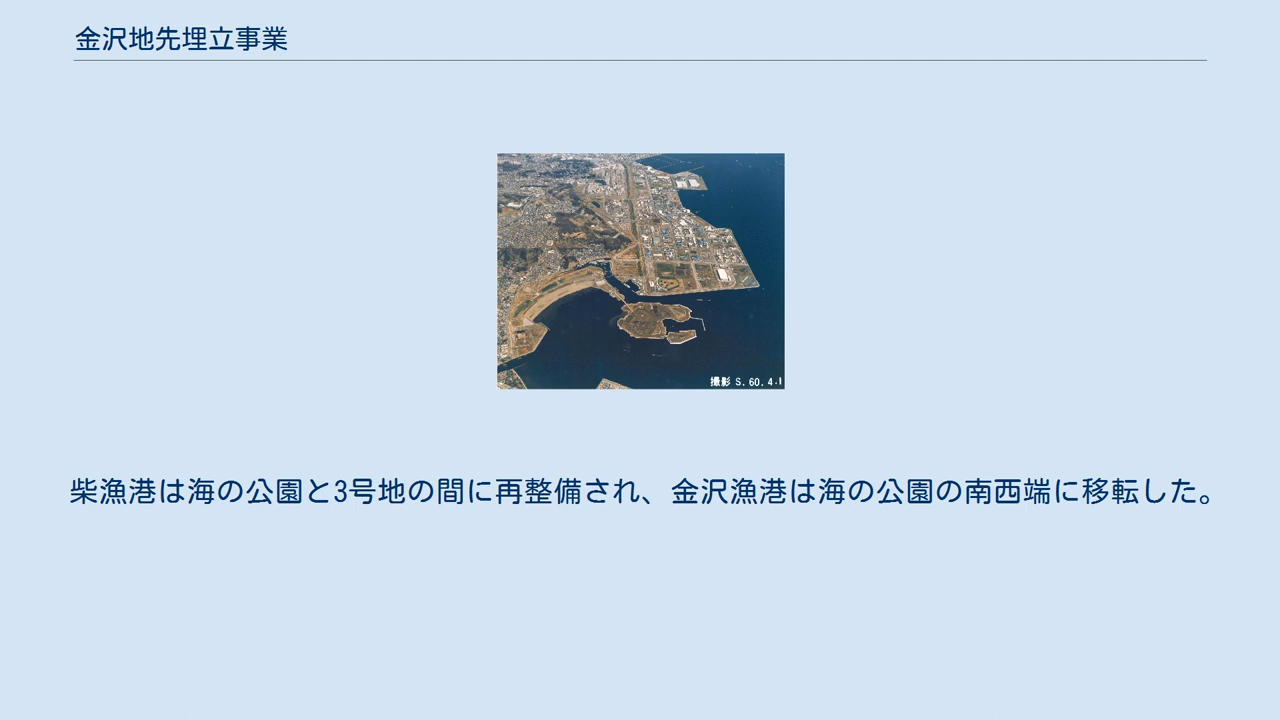 金沢地先埋立事業
撮影 S.60.4.1
柴漁港は海の公園と3号地の間に再整備され、金沢漁港は海の公園の南西端に移転した。